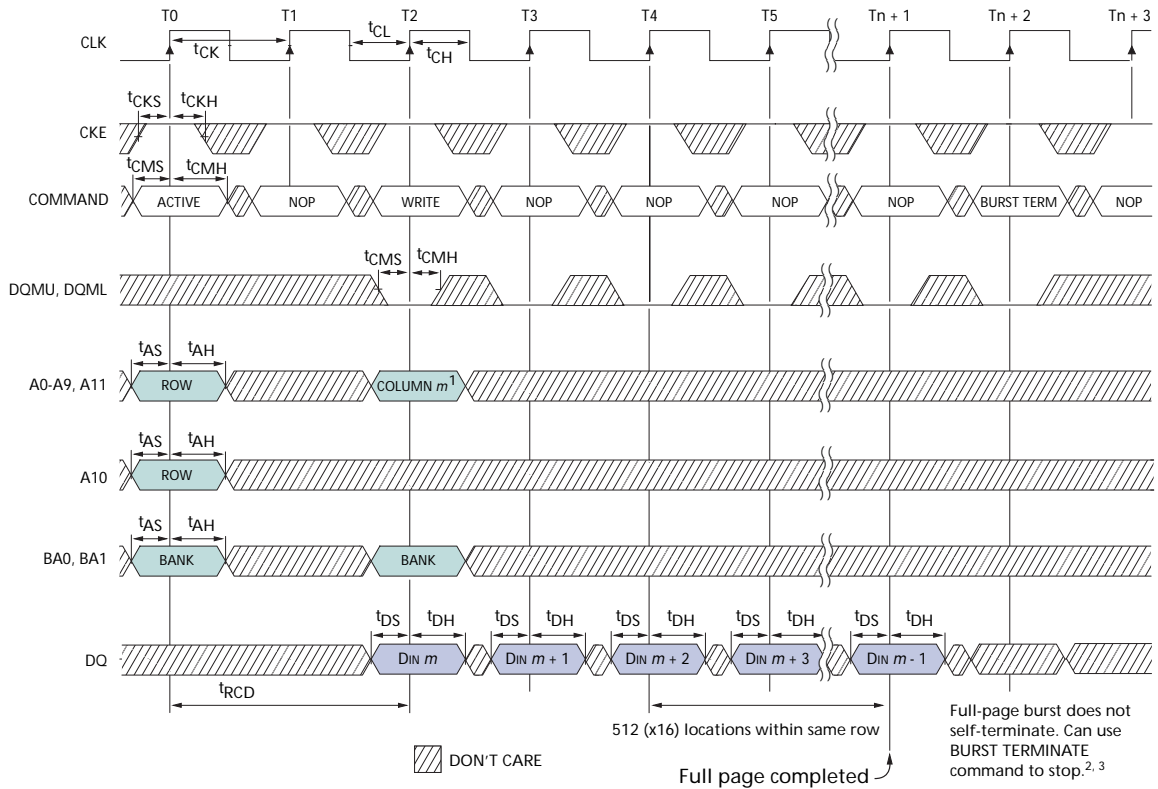 T0 T1 T2 T3 T4 T5 Tn + 1 Tn + 2 Tn + 3
CLK
tCK
tCL
tCH
tCKS tCKH
CKE
tCMS tCMH
COMMAND ACTIVE NOP WRITE NOP NOP NOP NOP BURST TERM NOP
tCMS tCMH
DQMU, DQML
tAS tAH
A0-A9, A11 ROW COLUMN m1
tAS tAH
A10 ROW
tAS tAH
BA0, BA1 BANK BANK
tDS tDH tDS tDH tDS tDH tDS tDH tDS tDH
DQ DIN m DIN m + 1 DIN m + 2 DIN m + 3 DIN m - 1
tRCD
512 (x16) locations within same row
Full page completed
Full-page burst does not
self-terminate. Can use
BURST TERMINATE
command to stop.2, 3
DON'T CARE